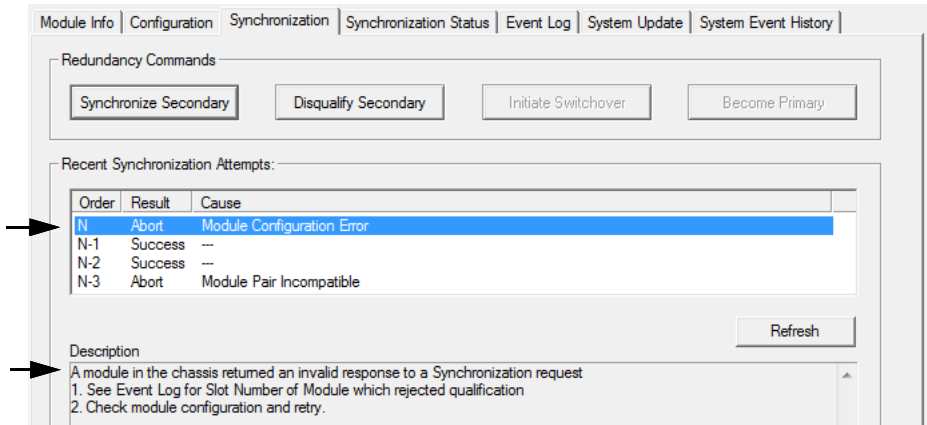 Module Info Configuration Synchronization Synchronization Status Event Log System Update System Event History
Redundancy Commands
Synchronize Secondary Disqualify Secondary Initiate Switchover Become Primary
Recent Synchronization Attempts:
Order Result Cause
N Abort Module Configuration Error
N-1 Success ---
N-2 Success ---
N-3 Abort Module Pair Incompatible
Refresh
Description
A module in the chassis returned an invalid response to a Synchronization request
1. See Event Log for Slot Number of Module which rejected qualification
2. Check module configuration and retry.